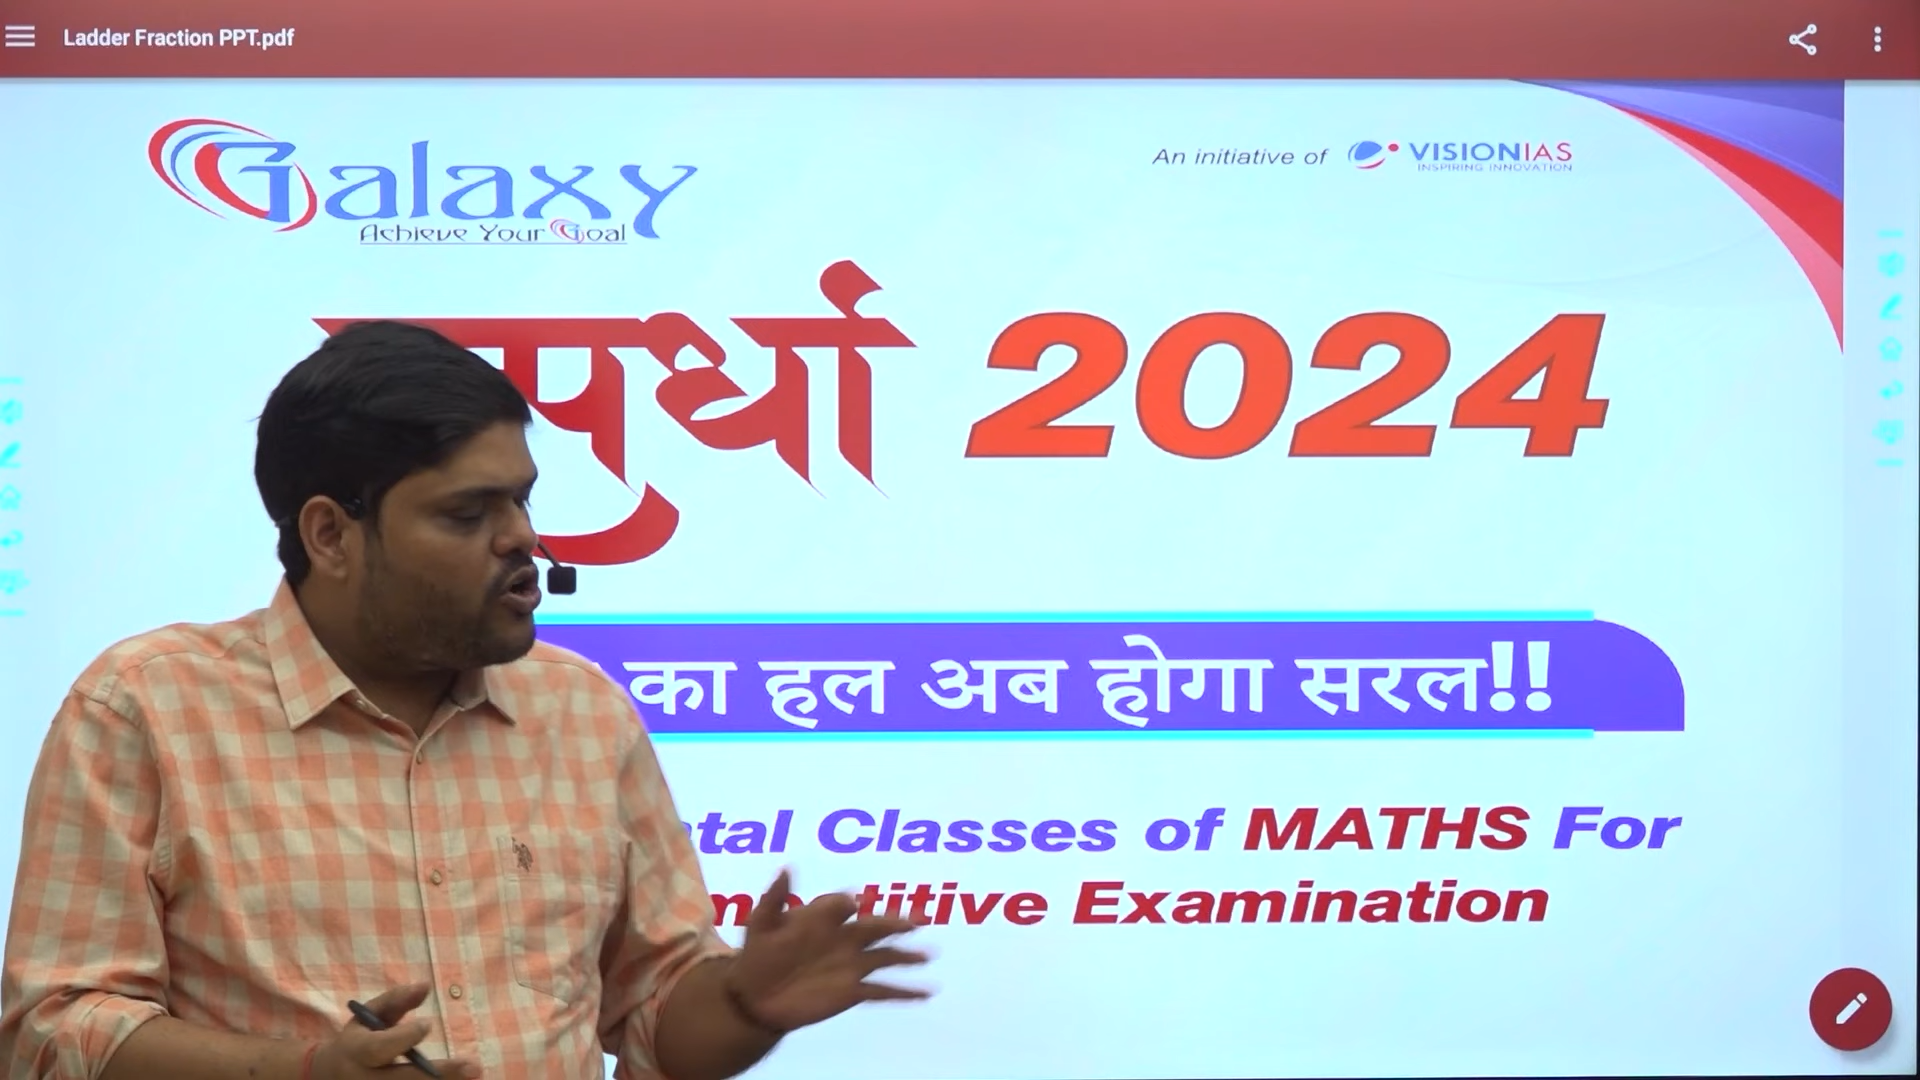 Ladder Fraction PPT.pdf
Galaxy
Achieve Your Goal
An initiative of VISIONIAS
INSPIRING INNOVATION
2024
का हल अब होगा सरल!!
Classes of MATHS For
Examination